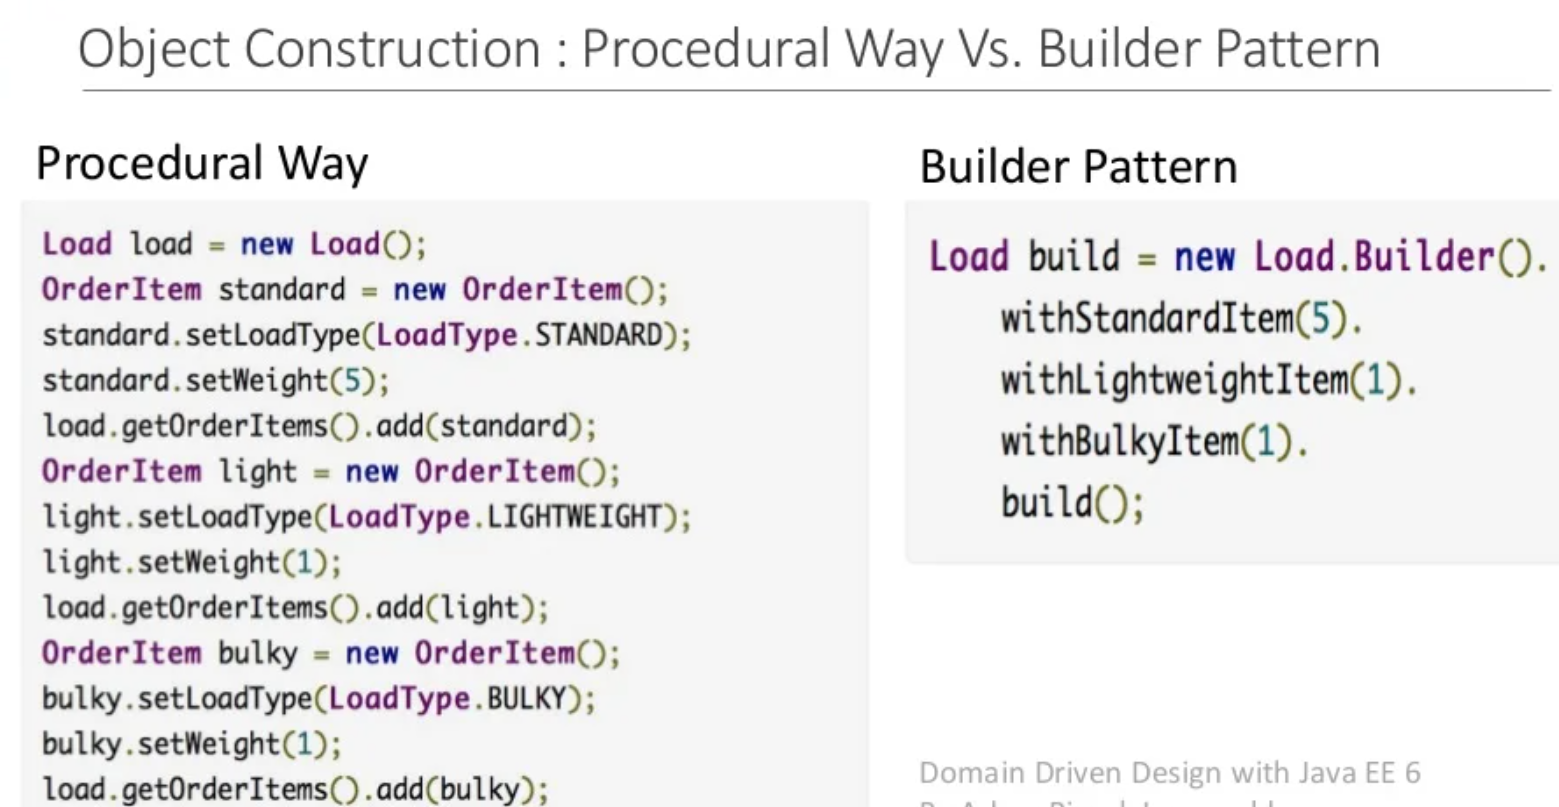 Object Construction : Procedural Way Vs. Builder Pattern
Procedural Way
Load load = new Load();
OrderItem standard = new OrderItem();
standard.setLoadType(LoadType.STANDARD);
standard.setWeight(5);
load.getOrderItems().add(standard);
OrderItem light = new OrderItem();
light.setLoadType(LoadType.LIGHTWEIGHT);
light.setWeight(1);
load.getOrderItems().add(light);
OrderItem bulky = new OrderItem();
bulky.setLoadType(LoadType.BULKY);
bulky.setWeight(1);
load.getOrderItems().add(bulky);
Builder Pattern
Load build = new Load.Builder().
withStandardItem(5).
withLightweightItem(1).
withBulkyItem(1).
build();
Domain Driven Design with Java EE 6